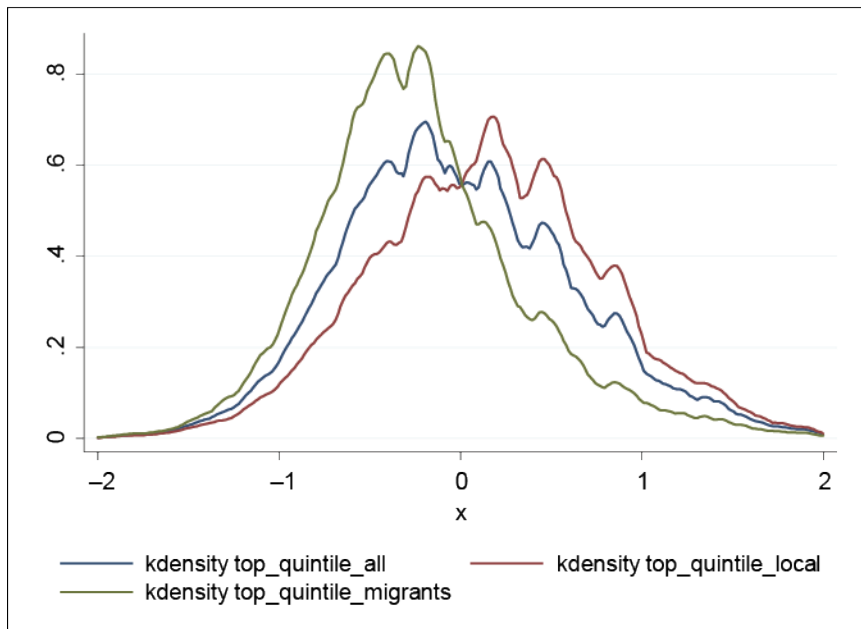 .8
.6
.4
.2
0
–2 –1 0 1 2
x
kdensity top_quintile_all kdensity top_quintile_local
kdensity top_quintile_migrants